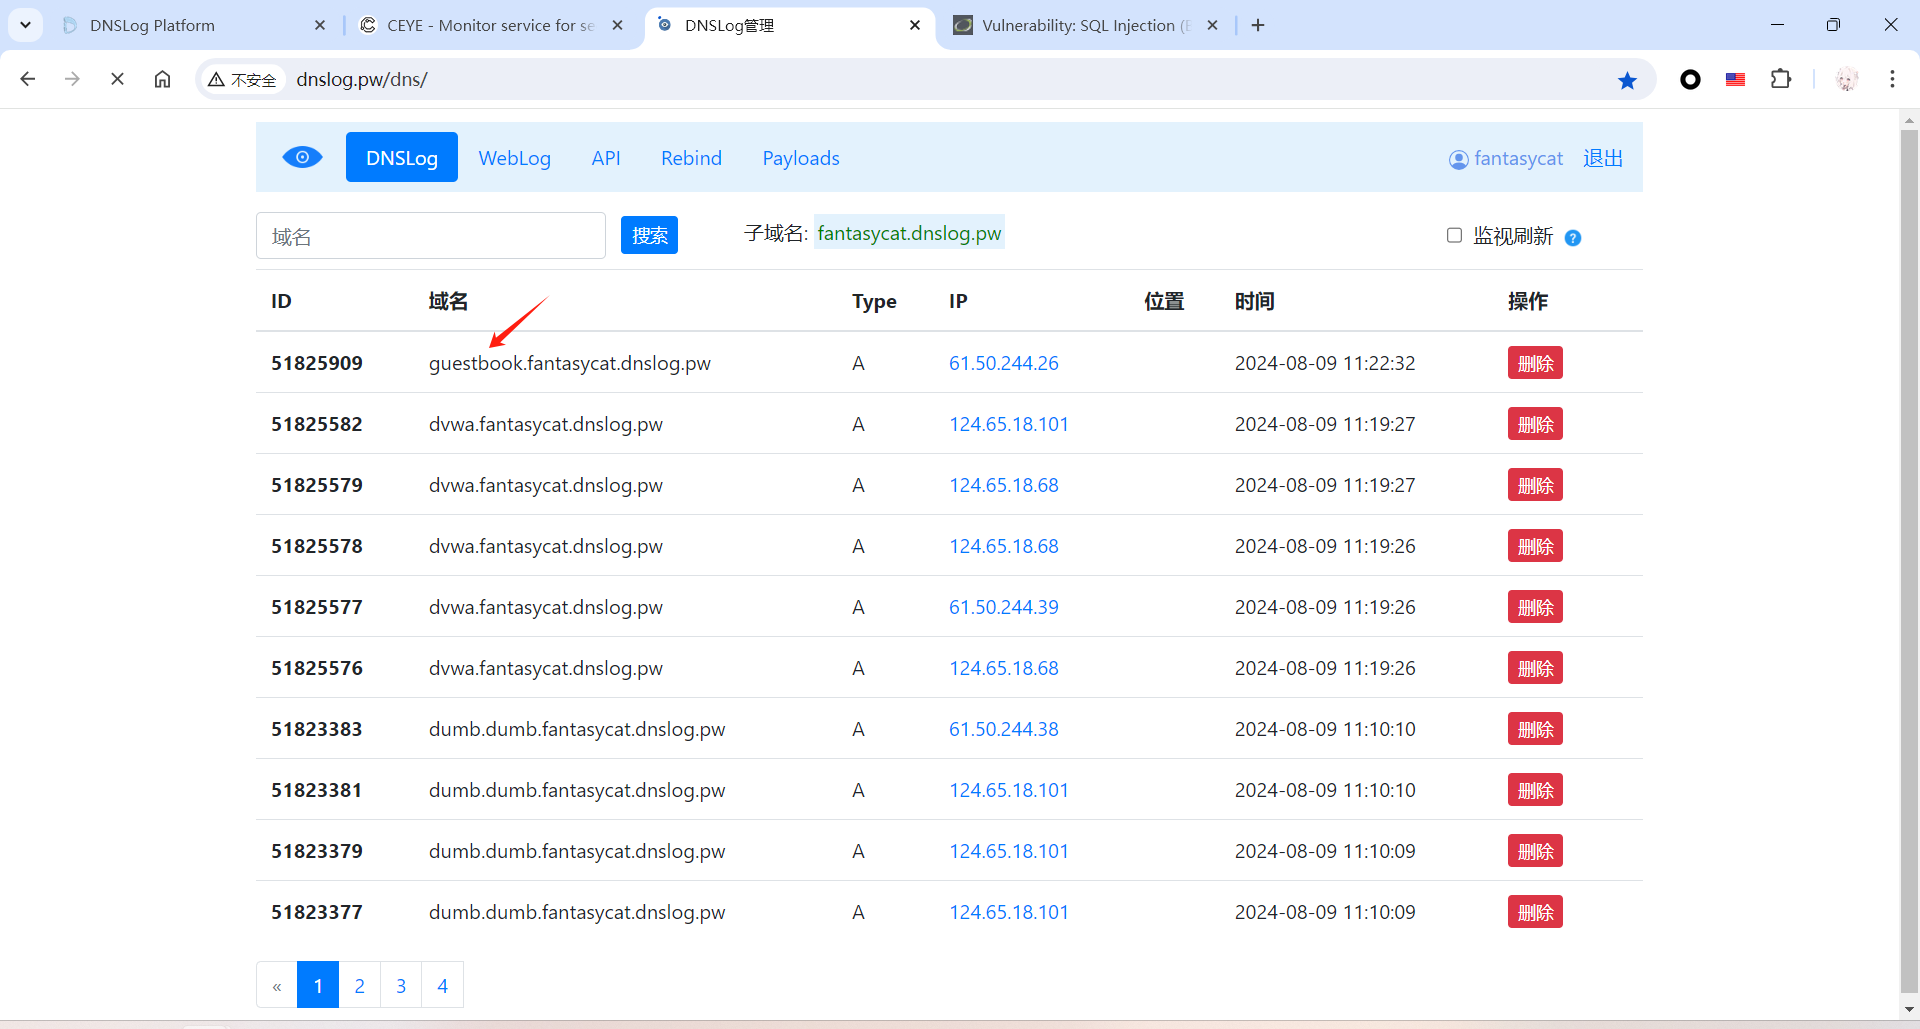 DNSLog Platform
CEYE - Monitor service for se
DNSLog管理
Vulnerability: SQL Injection (
不安全 dnslog.pw/dns/
DNSLog WebLog API Rebind Payloads fantasycat 退出
域名 搜索 子域名: fantasycat.dnslog.pw 监视刷新 ?
ID 域名 Type IP 位置 时间 操作
51825909 guestbook.fantasycat.dnslog.pw A 61.50.244.26 2024-08-09 11:22:32 删除
51825582 dvwa.fantasycat.dnslog.pw A 124.65.18.101 2024-08-09 11:19:27 删除
51825579 dvwa.fantasycat.dnslog.pw A 124.65.18.68 2024-08-09 11:19:27 删除
51825578 dvwa.fantasycat.dnslog.pw A 124.65.18.68 2024-08-09 11:19:26 删除
51825577 dvwa.fantasycat.dnslog.pw A 61.50.244.39 2024-08-09 11:19:26 删除
51825576 dvwa.fantasycat.dnslog.pw A 124.65.18.68 2024-08-09 11:19:26 删除
51823383 dumb.dumb.fantasycat.dnslog.pw A 61.50.244.38 2024-08-09 11:10:10 删除
51823381 dumb.dumb.fantasycat.dnslog.pw A 124.65.18.101 2024-08-09 11:10:10 删除
51823379 dumb.dumb.fantasycat.dnslog.pw A 124.65.18.101 2024-08-09 11:10:09 删除
51823377 dumb.dumb.fantasycat.dnslog.pw A 124.65.18.101 2024-08-09 11:10:09 删除
« 1 2 3 4